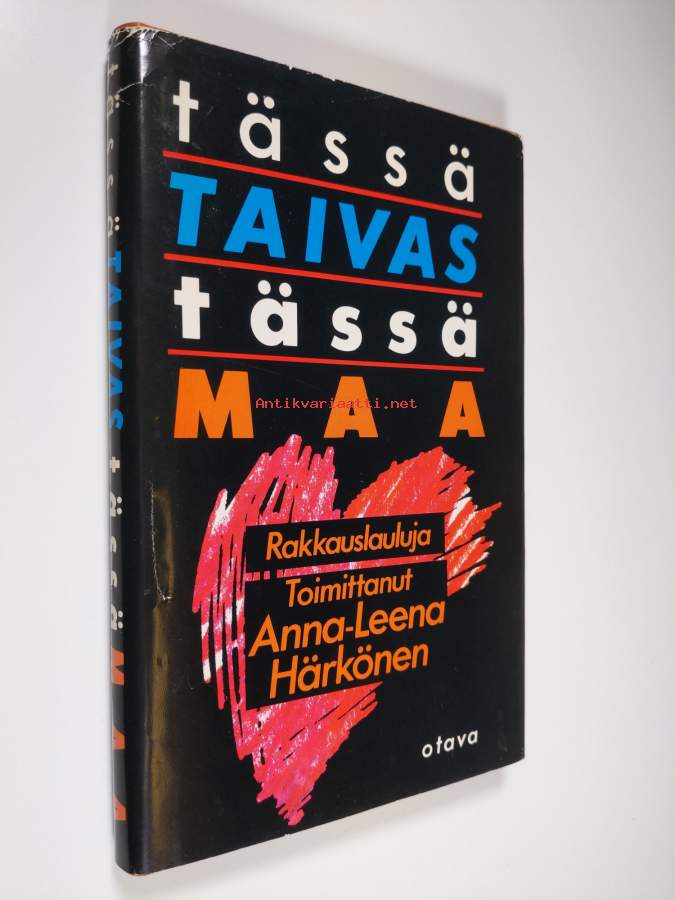 tässä
TAIVAS
tässä
MAA
Antikvariaatti.net
Rakkauslauluja
Toimittanut
Anna-Leena
Härkönen
otava
tässä TAIVAS tässä MAA